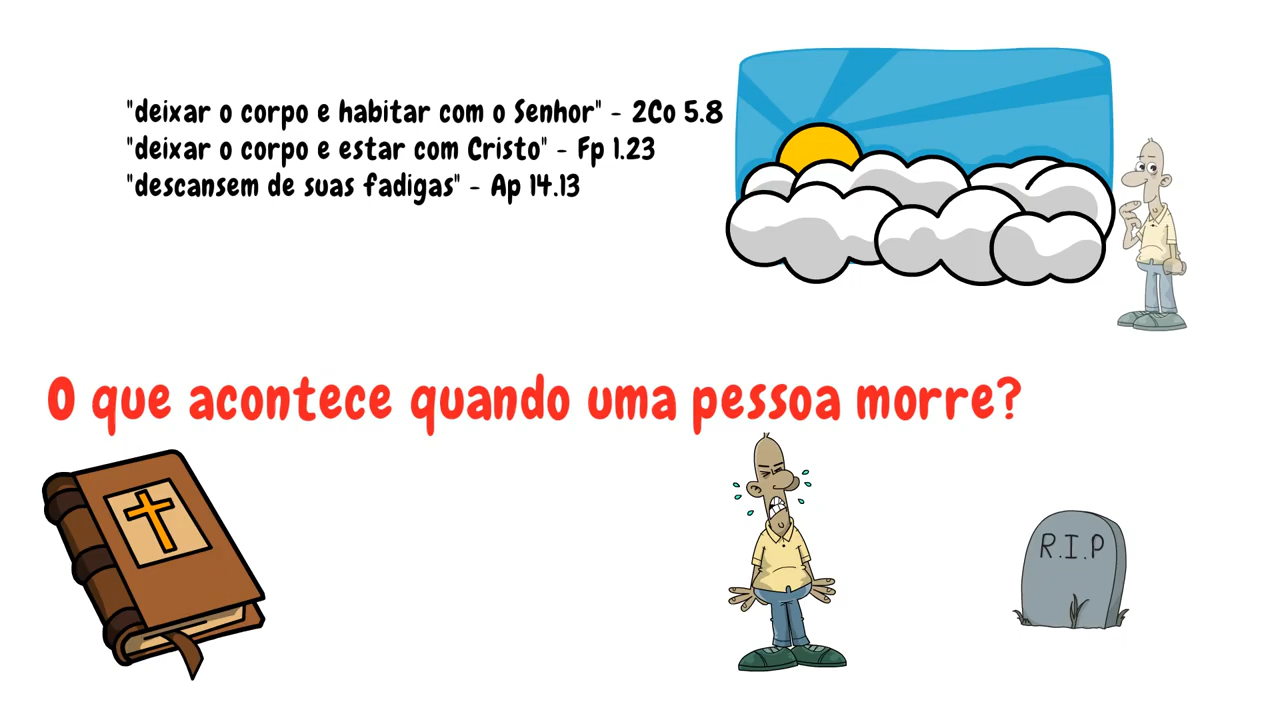 "deixar o corpo e habitar com o Senhor" - 2Co 5.8
"deixar o corpo e estar com Cristo" - Fp 1.23
"descansem de suas fadigas" - Ap 14.13
O que acontece quando uma pessoa morre?
R.I.P